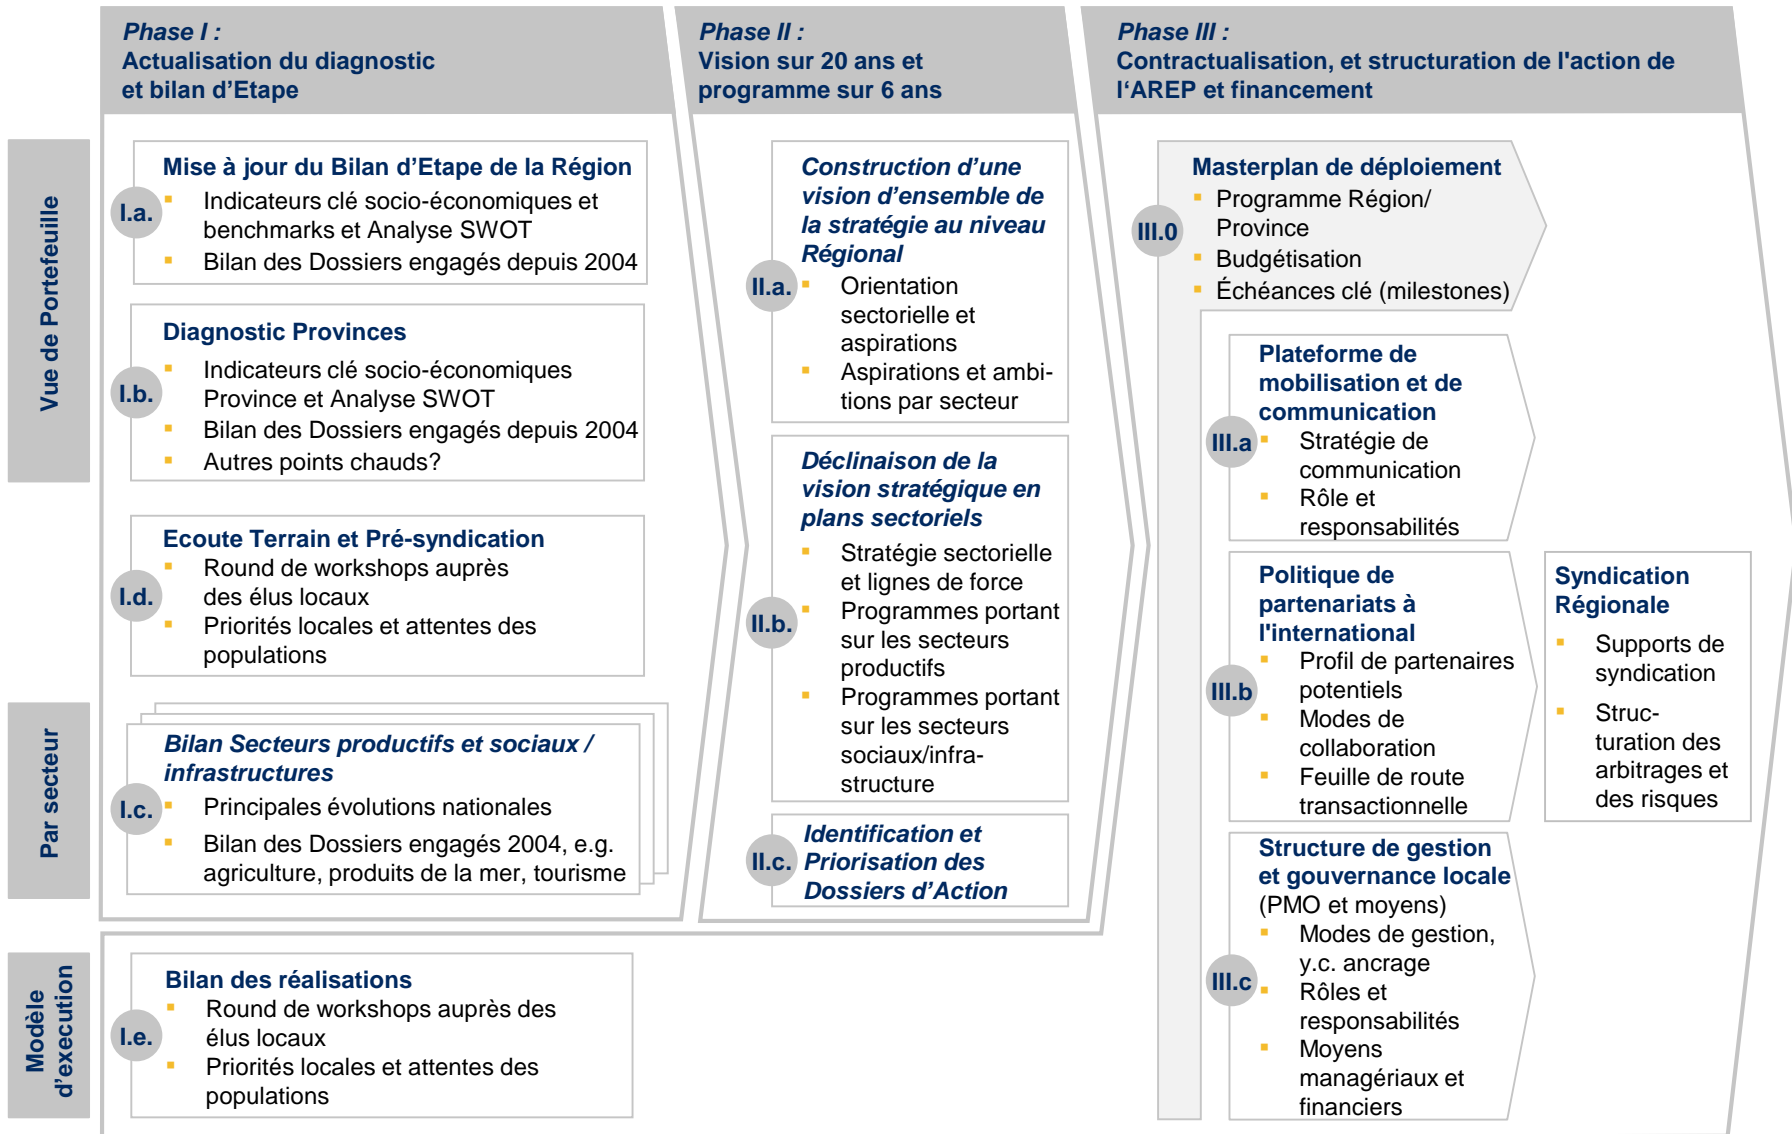 Phase I :
Actualisation du diagnostic
et bilan d’Etape
Phase II :
Vision sur 20 ans et
programme sur 6 ans
Phase III :
Contractualisation, et structuration de l'action de
l‘AREP et financement
Vue de Portefeuille
I.a.
Mise à jour du Bilan d’Etape de la Région
Indicateurs clé socio-économiques et
benchmarks et Analyse SWOT
Bilan des Dossiers engagés depuis 2004
I.b.
Diagnostic Provinces
Indicateurs clé socio-économiques
Province et Analyse SWOT
Bilan des Dossiers engagés depuis 2004
Autres points chauds?
I.d.
Ecoute Terrain et Pré-syndication
Round de workshops auprès
des élus locaux
Priorités locales et attentes des
populations
Par secteur
I.c.
Bilan Secteurs productifs et sociaux /
infrastructures
Principales évolutions nationales
Bilan des Dossiers engagés 2004, e.g.
agriculture, produits de la mer, tourisme
Modèle
d’execution
I.e.
Bilan des réalisations
Round de workshops auprès des
élus locaux
Priorités locales et attentes des
populations
II.a.
Construction d’une
vision d’ensemble de
la stratégie au niveau
Régional
Orientation
sectorielle et
aspirations
Aspirations et ambi-
tions par secteur
II.b.
Déclinaison de la
vision stratégique en
plans sectoriels
Stratégie sectorielle
et lignes de force
Programmes portant
sur les secteurs
productifs
Programmes portant
sur les secteurs
sociaux/infra-
structure
II.c.
Identification et
Priorisation des
Dossiers d’Action
III.0
Masterplan de déploiement
Programme Région/
Province
Budgétisation
Échéances clé (milestones)
III.a
Plateforme de
mobilisation et de
communication
Stratégie de
communication
Rôle et
responsabilités
III.b
Politique de
partenariats à
l'international
Profil de partenaires
potentiels
Modes de
collaboration
Feuille de route
transactionnelle
III.c
Structure de gestion
et gouvernance locale
(PMO et moyens)
Modes de gestion,
y.c. ancrage
Rôles et
responsabilités
Moyens
managériaux et
financiers
Syndication
Régionale
Supports de
syndication
Struc-
turation des
arbitrages et
des risques